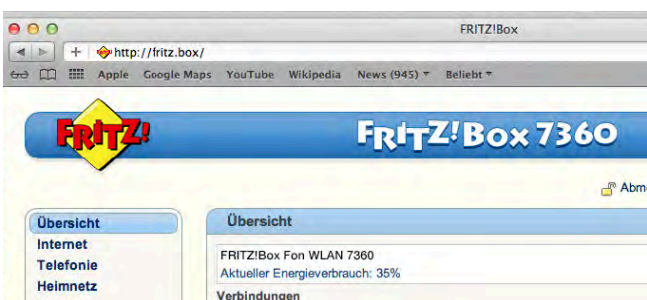 FRITZ!Box
http://fritz.box/
Apple Google Maps YouTube Wikipedia News (945) Beliebt
FRITZ! FRITZ!Box 7360
Abm
Übersicht
Internet
Telefonie
Heimnetz
Übersicht
FRITZ!Box Fon WLAN 7360
Aktueller Energieverbrauch: 35%
Verbindungen